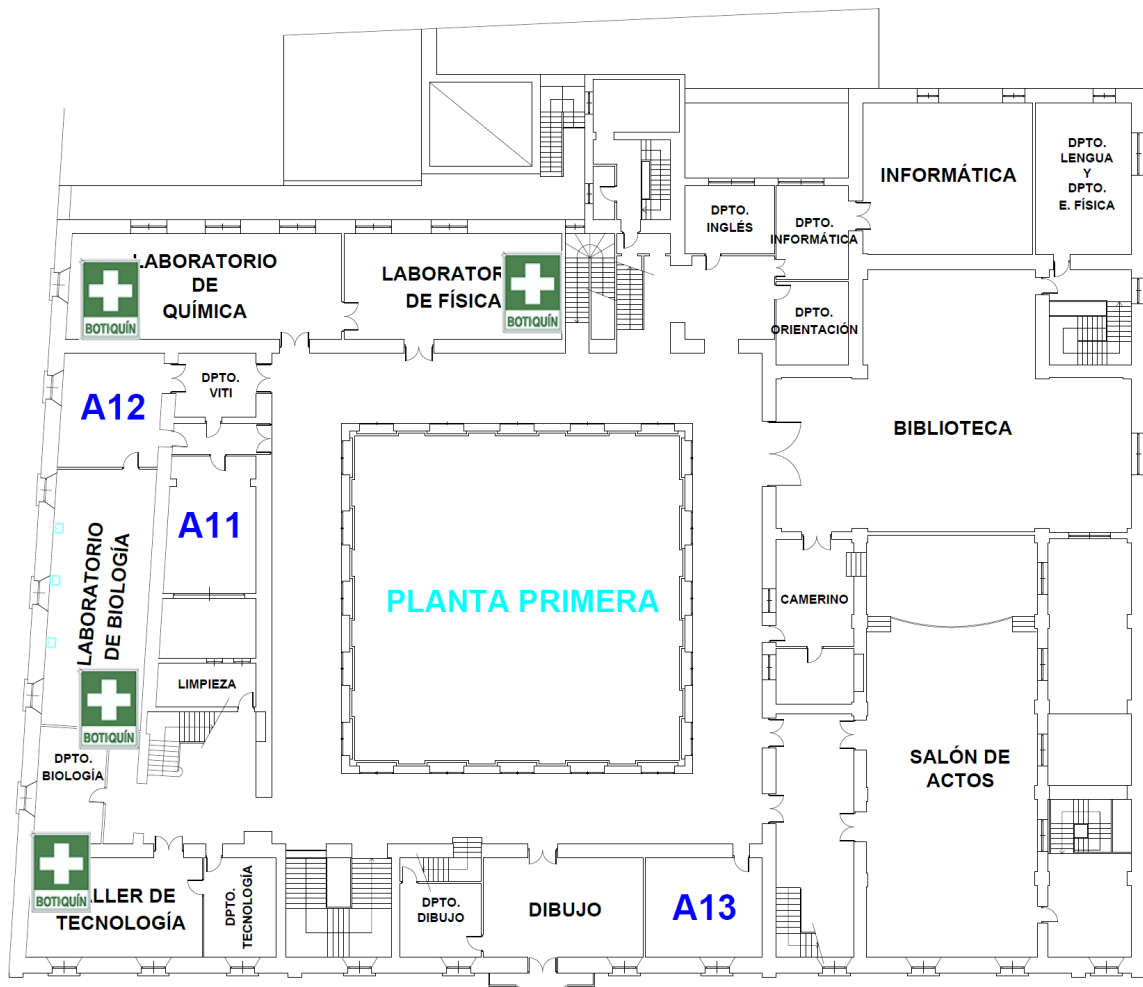 INFORMÁTICA
DPTO.
LENGUA
Y
DPTO.
E. FÍSICA
DPTO.
INGLÉS
DPTO.
INFORMÁTICA
LABORATORIO
DE
QUÍMICA
BOTIQUÍN
LABORATOR
DE FÍSICA
BOTIQUÍN
DPTO.
ORIENTACIÓN
A12
DPTO.
VITI
BIBLIOTECA
A11
LABORATORIO
DE BIOLOGÍA
PLANTA PRIMERA
CAMERINO
LIMPIEZA
BOTIQUÍN
DPTO.
BIOLOGÍA
SALÓN DE
ACTOS
BOTIQUÍN
ALLER DE
TECNOLOGÍA
DPTO.
TECNOLOGÍA
DPTO.
DIBUJO
DIBUJO
A13